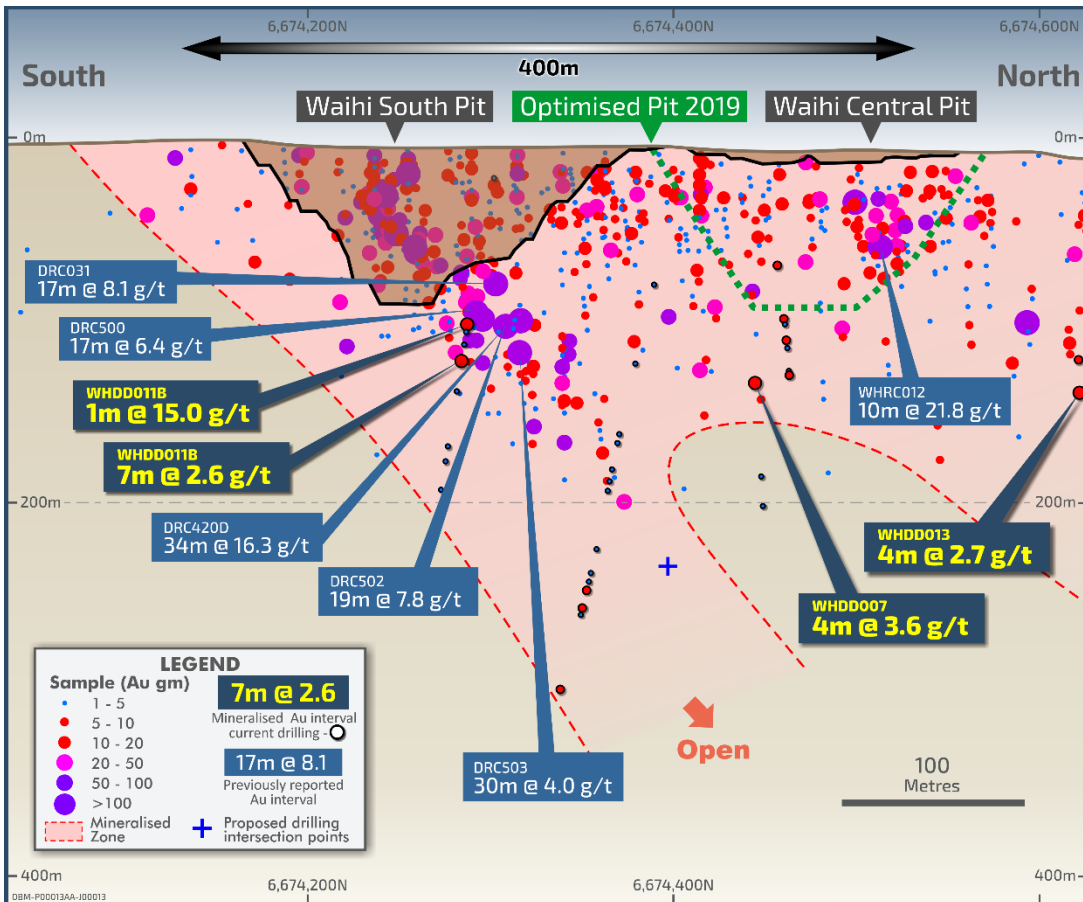 6,674,200N
6,674,400N
6,674,600N
400m
South
North
Waihi South Pit
Optimised Pit 2019
Waihi Central Pit
0m
0m
DRC031
17m @ 8.1 g/t
DRC500
17m @ 6.4 g/t
WHDD011B
1m @ 15.0 g/t
WHDD011B
7m @ 2.6 g/t
DRC420D
34m @ 16.3 g/t
DRC502
19m @ 7.8 g/t
DRC503
30m @ 4.0 g/t
WHRC012
10m @ 21.8 g/t
WHDD013
4m @ 2.7 g/t
WHDD007
4m @ 3.6 g/t
200m
200m
Open
100
Metres
LEGEND
Sample (Au gm)
1 - 5
5 - 10
10 - 20
20 - 50
50 - 100
>100
Mineralised
Zone
7m @ 2.6
Mineralised Au interval
current drilling -
17m @ 8.1
Previously reported
Au interval
Proposed drilling
intersection points
400m
400m
6,674,200N
6,674,400N
DBM-P00013AA-J00013